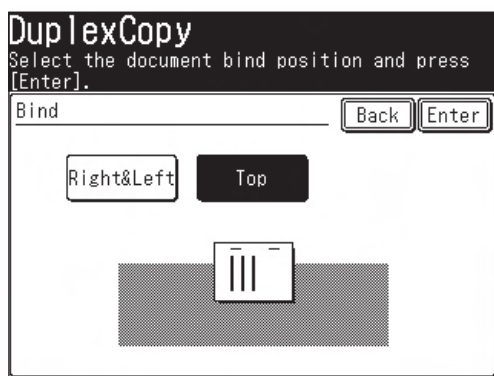 DuplexCopy
Select the document bind position and press
[Enter].
Bind
Back Enter
Right&Left Top